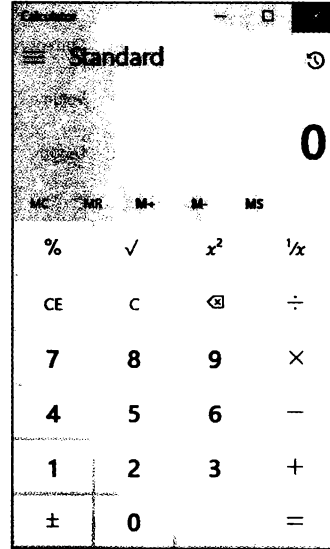 Calculator
Standard
0
MC MR M+ M- MS
% √ x² ¹/x
CE C ÷
7 8 9 ×
4 5 6 −
1 2 3 +
± 0 =